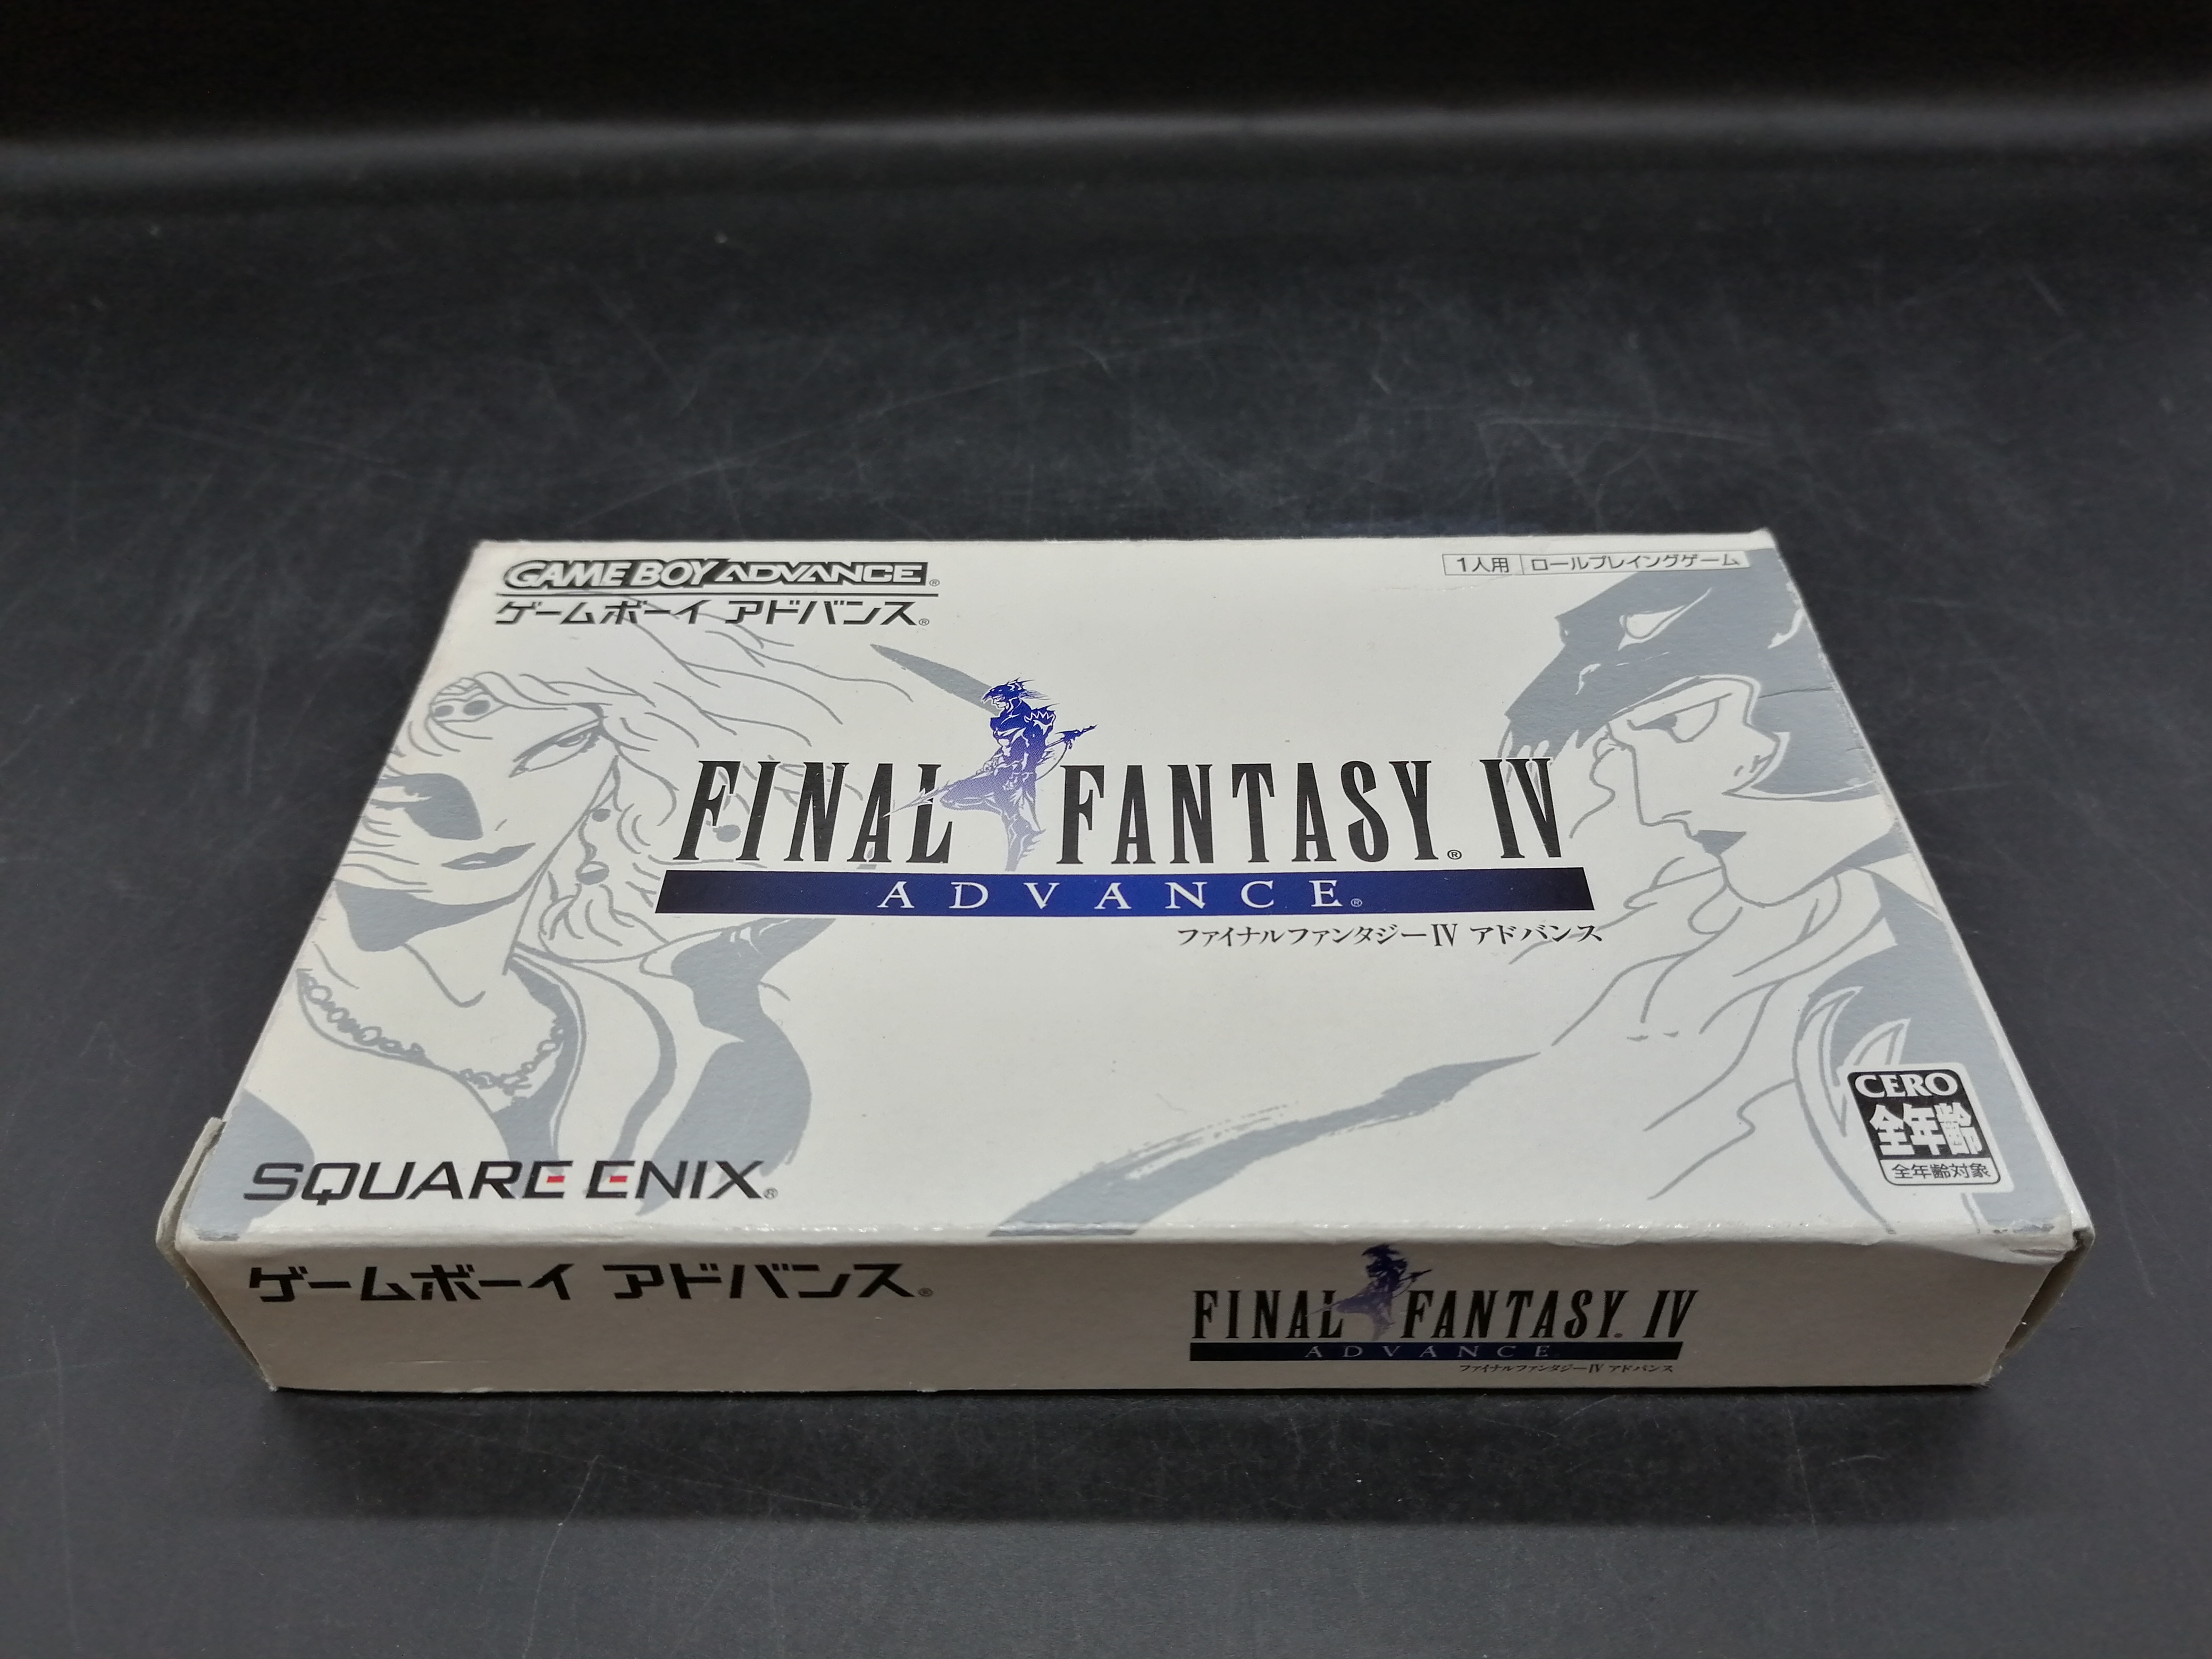 GAME BOY ADVANCE®
ゲームボーイ アドバンス®
1人用 ロールプレイングゲーム
FINAL FANTASY® IV
ADVANCE®
ファイナルファンタジーIV アドバンス
CERO
全年齢
全年齢対象
SQUARE ENIX®
ゲームボーイ アドバンス®
FINAL FANTASY® IV
ADVANCE
ファイナルファンタジーIV アドバンス